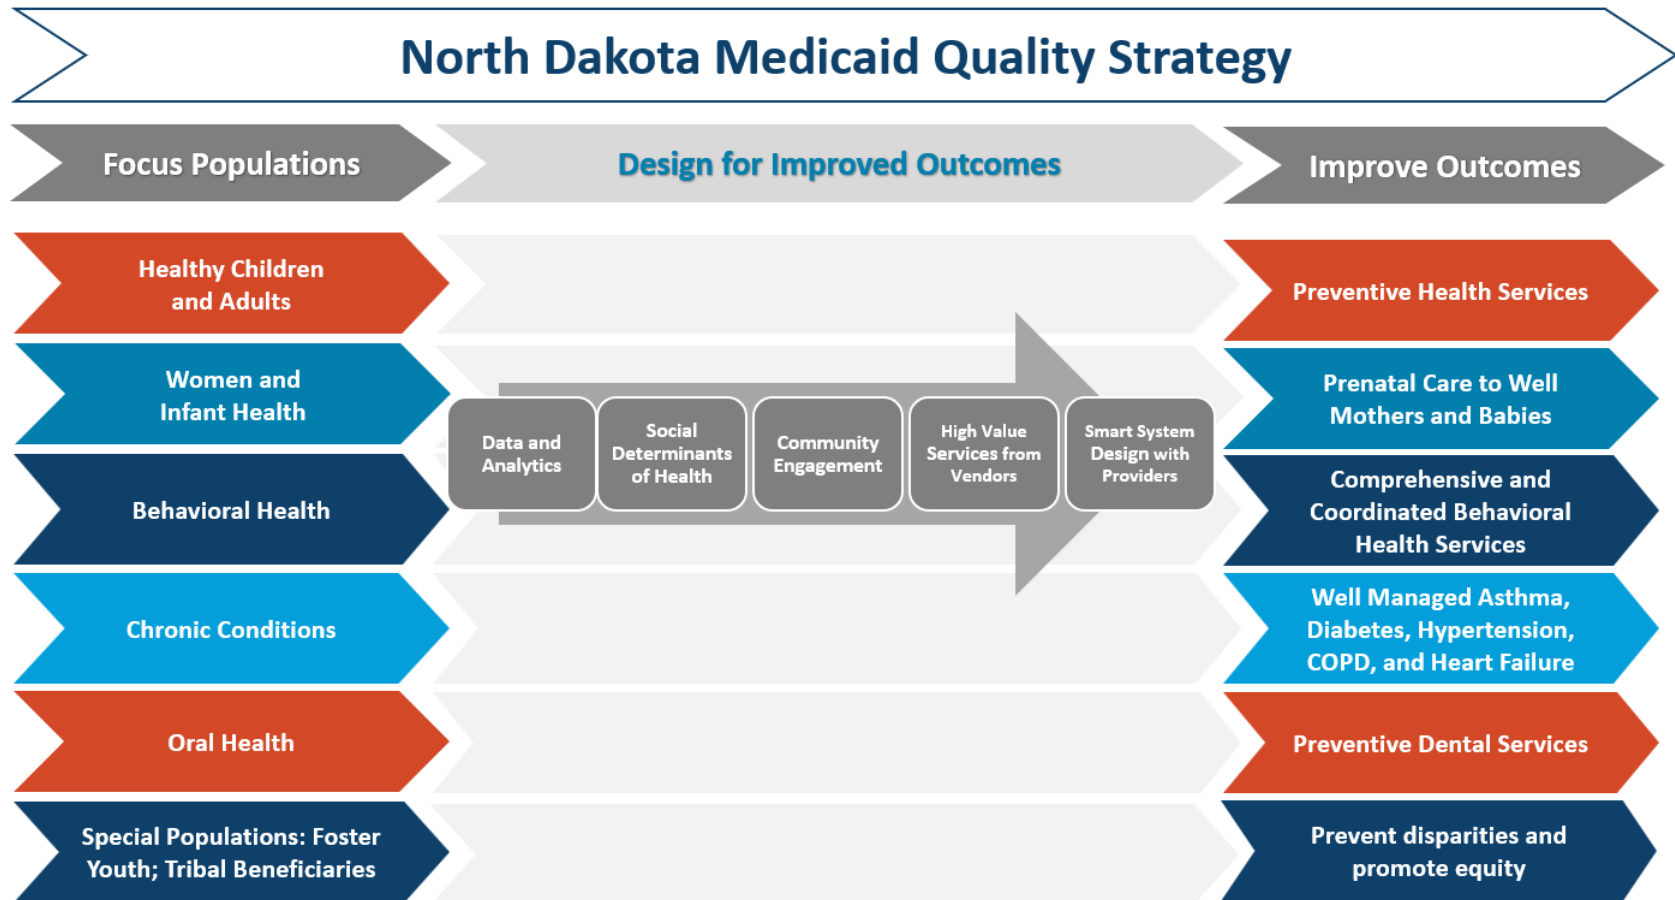 North Dakota Medicaid Quality Strategy
Focus Populations
Design for Improved Outcomes
Improve Outcomes
Healthy Children
and Adults
Preventive Health Services
Women and
Infant Health
Prenatal Care to Well
Mothers and Babies
Data and
Analytics
Social
Determinants
of Health
Community
Engagement
High Value
Services from
Vendors
Smart System
Design with
Providers
Behavioral Health
Comprehensive and
Coordinated Behavioral
Health Services
Chronic Conditions
Well Managed Asthma,
Diabetes, Hypertension,
COPD, and Heart Failure
Oral Health
Preventive Dental Services
Special Populations: Foster
Youth; Tribal Beneficiaries
Prevent disparities and
promote equity